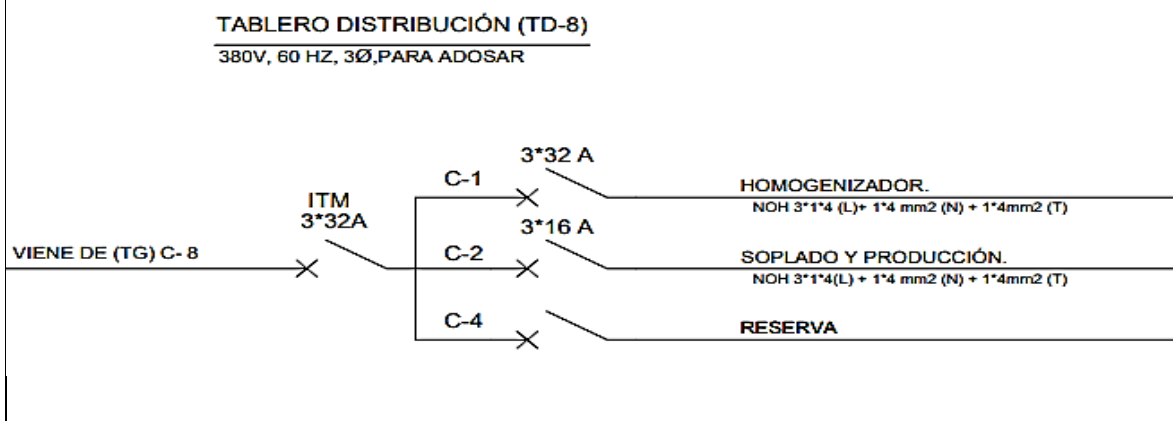 TABLERO DISTRIBUCIÓN (TD-8)
380V, 60 HZ, 3Ø,PARA ADOSAR
3*32 A
C-1
HOMOGENIZADOR.
NOH 3*1*4 (L)+ 1*4 mm2 (N) + 1*4mm2 (T)
ITM
3*32A
3*16 A
VIENE DE (TG) C- 8
C-2
SOPLADO Y PRODUCCIÓN.
NOH 3*1*4(L) + 1*4 mm2 (N) + 1*4mm2 (T)
C-4
RESERVA